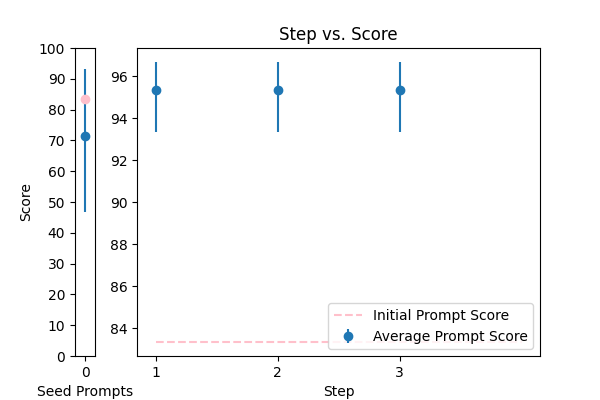 Step vs. Score
100
90
80
70
60
50
40
30
20
10
0
Score
0
Seed Prompts
96
94
92
90
88
86
84
1 2 3
Step
Initial Prompt Score
Average Prompt Score